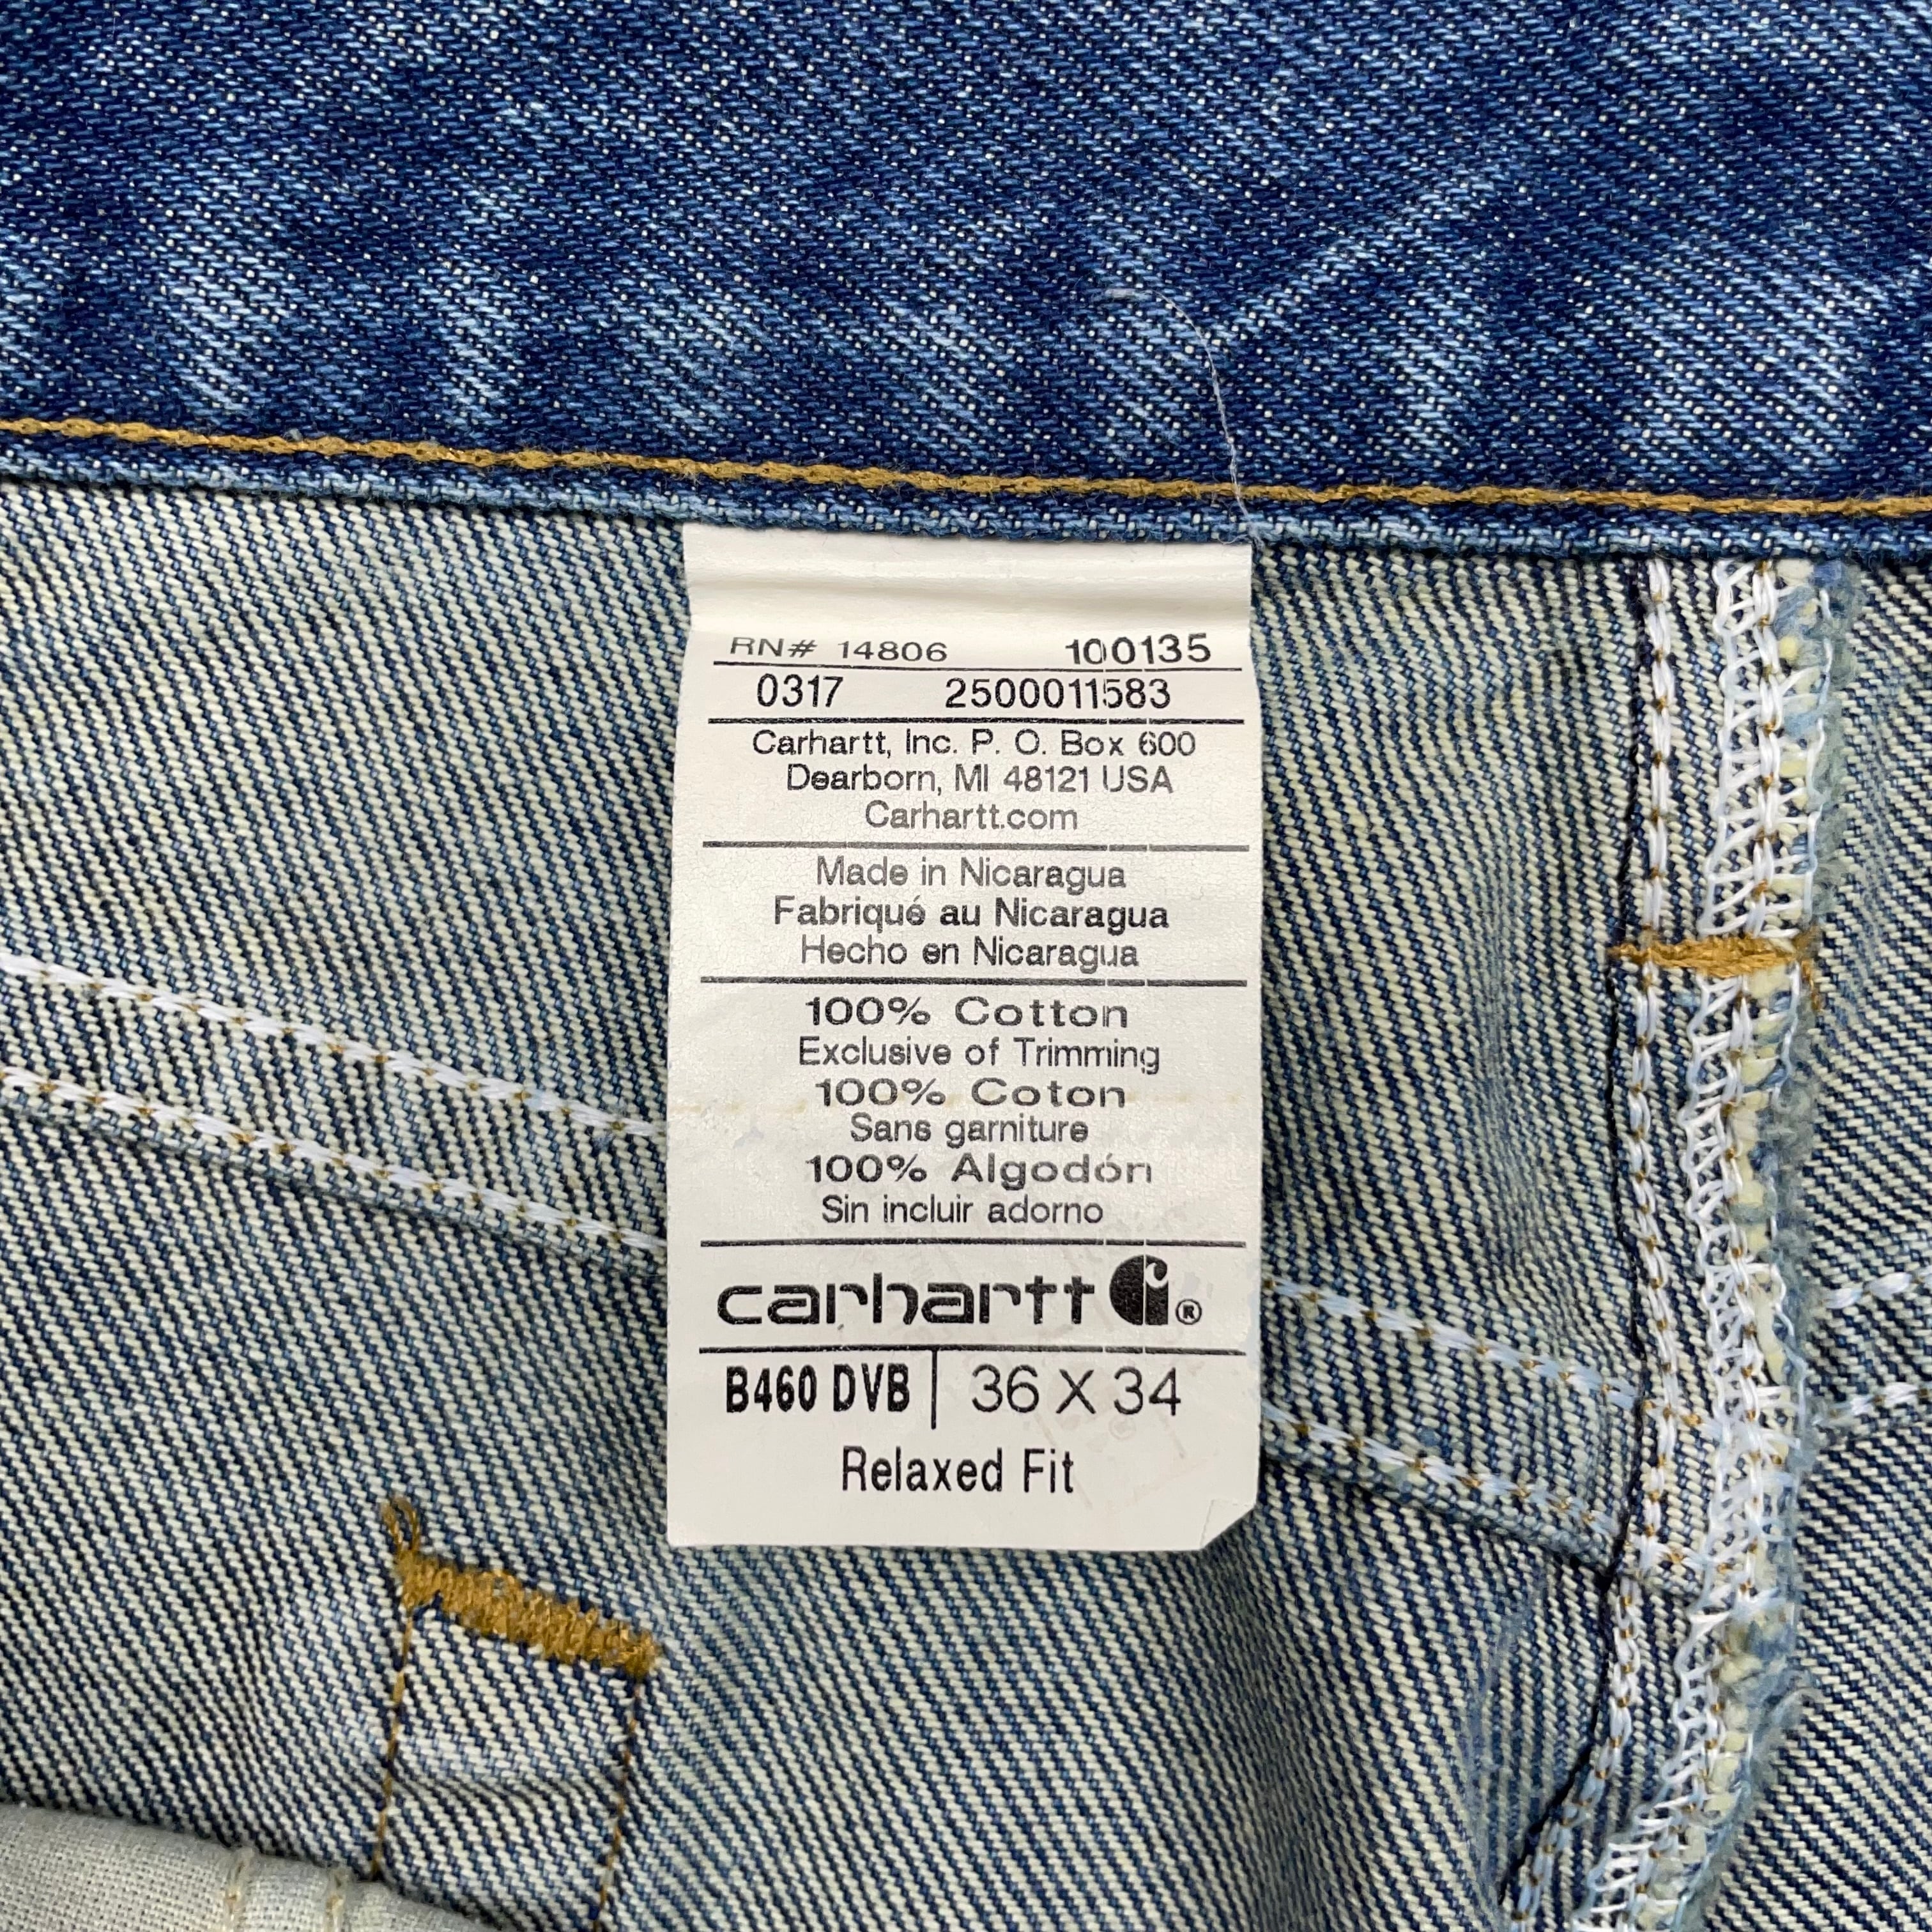 RN# 14806 100135
0317 2500011583
Carhartt, Inc. P. O. Box 600
Dearborn, MI 48121 USA
Carhartt.com
Made in Nicaragua
Fabriqué au Nicaragua
Hecho en Nicaragua
100% Cotton
Exclusive of Trimming
100% Coton
Sans garniture
100% Algodón
Sin incluir adorno
carhartt ®
B460 DVB | 36 X 34
Relaxed Fit